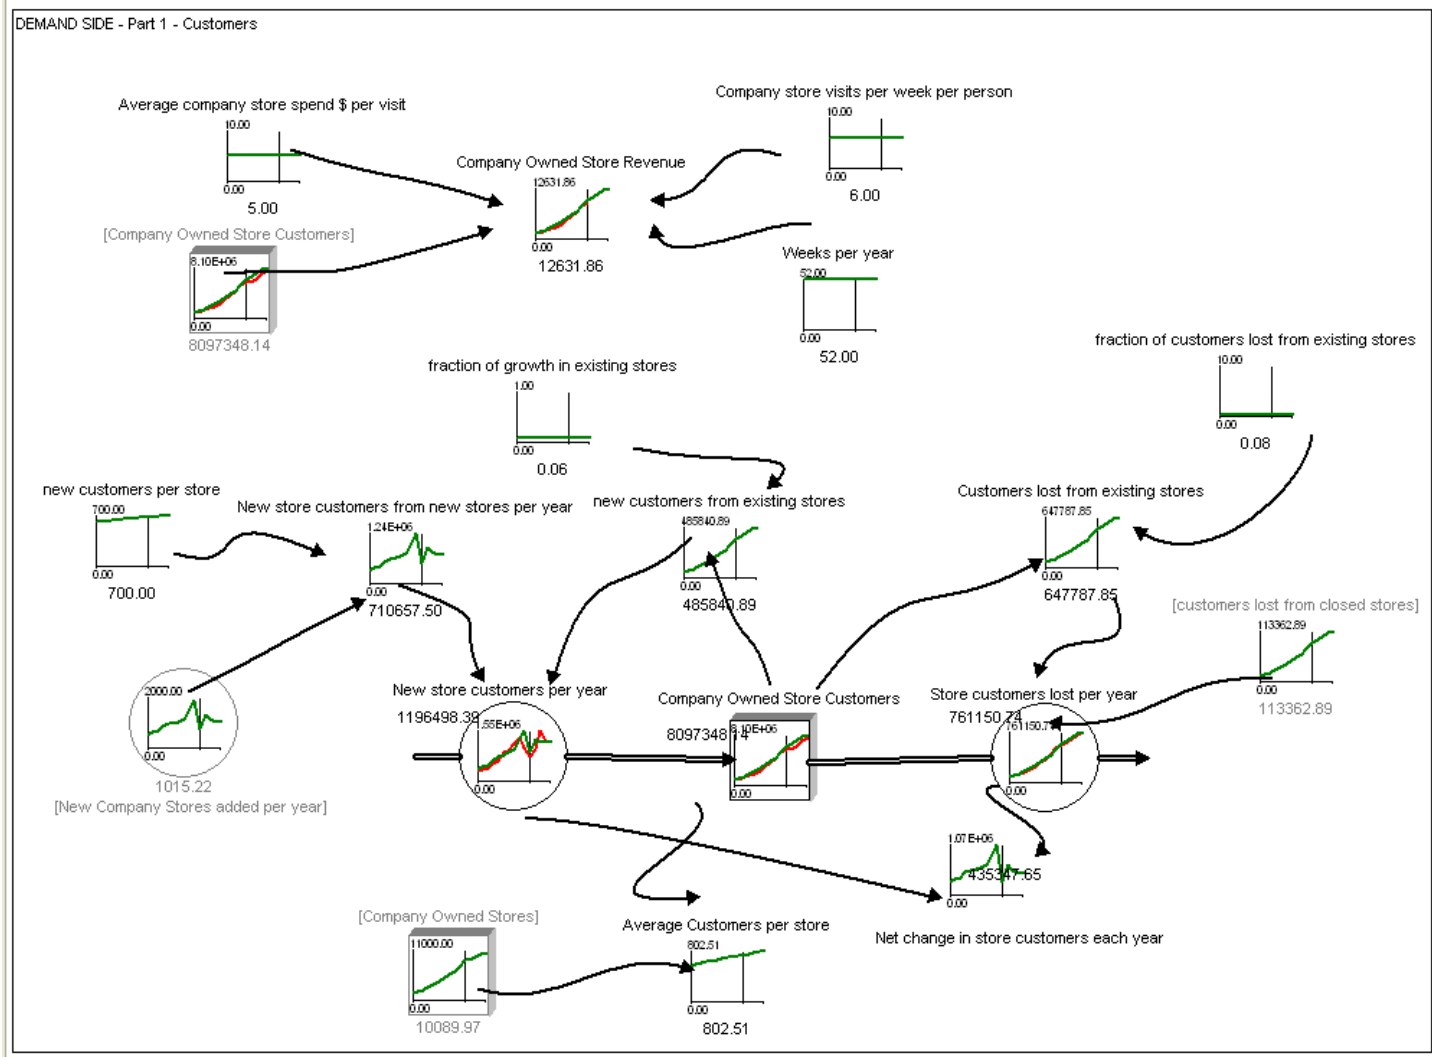 DEMAND SIDE - Part 1 - Customers
Average company store spend $ per visit
10.00
0.00
5.00
Company store visits per week per person
10.00
0.00
6.00
Company Owned Store Revenue
12631.86
0.00
12631.86
[Company Owned Store Customers]
8.10E+06
0.00
8097348.14
Weeks per year
52.00
0.00
52.00
fraction of customers lost from existing stores
10.00
0.00
0.08
fraction of growth in existing stores
1.00
0.00
0.06
new customers per store
700.00
0.00
700.00
New store customers from new stores per year
1.24E+06
0.00
710657.50
new customers from existing stores
485840.89
0.00
485840.89
Customers lost from existing stores
647787.85
0.00
647787.85
[customers lost from closed stores]
113362.89
0.00
113362.89
2000.00
0.00
1015.22
[New Company Stores added per year]
New store customers per year
1196498.39
.55E+06
0.00
Company Owned Store Customers
8097348.14
8.10E+06
0.00
Store customers lost per year
761150.74
761150.74
0.00
1.07E+06
435347.65
0.00
Net change in store customers each year
[Company Owned Stores]
11000.00
0.00
10089.97
Average Customers per store
802.51
0.00
802.51